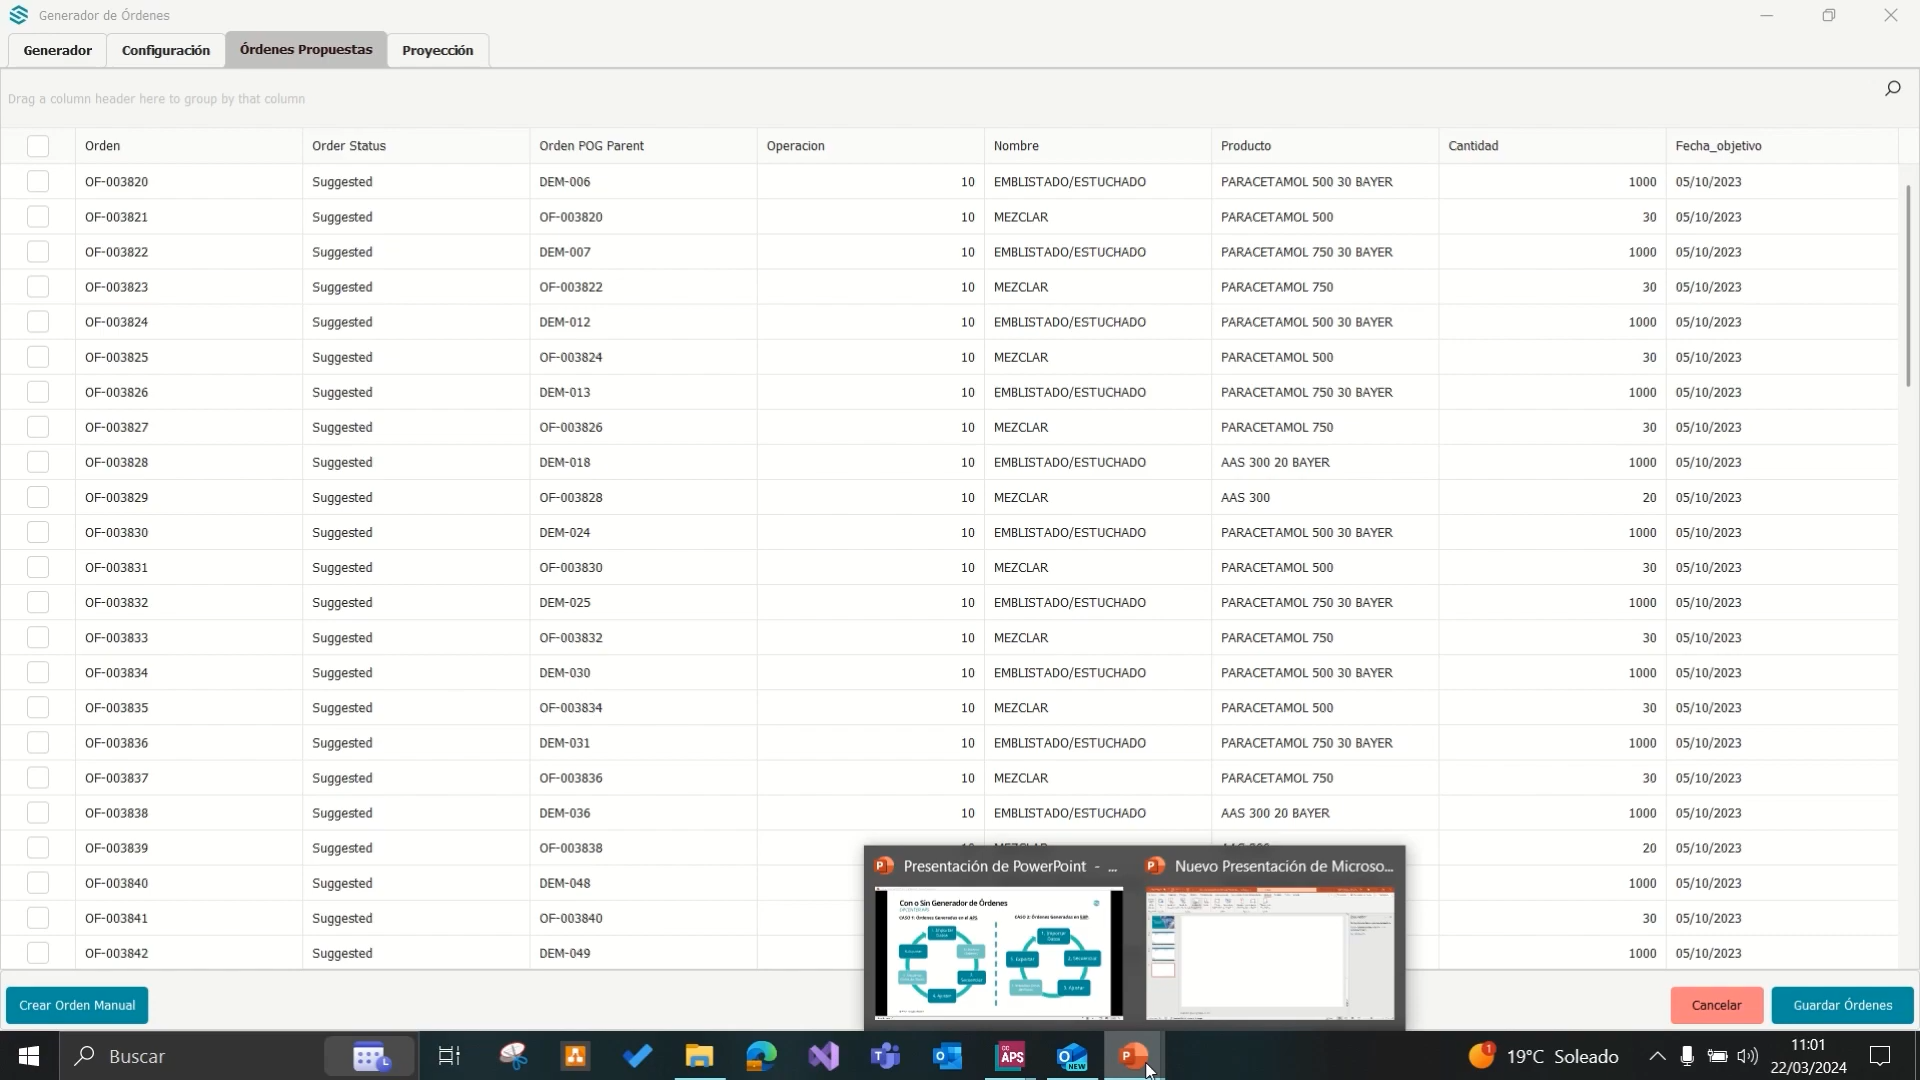 Generador de Órdenes
Generador Configuración Órdenes Propuestas Proyección
Drag a column header here to group by that column
Orden Order Status Orden POG Parent Operacion Nombre Producto Cantidad Fecha_objetivo
OF-003820 Suggested DEM-006 10 EMBLISTADO/ESTUCHADO PARACETAMOL 500 30 BAYER 1000 05/10/2023
OF-003821 Suggested OF-003820 10 MEZCLAR PARACETAMOL 500 30 05/10/2023
OF-003822 Suggested DEM-007 10 EMBLISTADO/ESTUCHADO PARACETAMOL 750 30 BAYER 1000 05/10/2023
OF-003823 Suggested OF-003822 10 MEZCLAR PARACETAMOL 750 30 05/10/2023
OF-003824 Suggested DEM-012 10 EMBLISTADO/ESTUCHADO PARACETAMOL 500 30 BAYER 1000 05/10/2023
OF-003825 Suggested OF-003824 10 MEZCLAR PARACETAMOL 500 30 05/10/2023
OF-003826 Suggested DEM-013 10 EMBLISTADO/ESTUCHADO PARACETAMOL 750 30 BAYER 1000 05/10/2023
OF-003827 Suggested OF-003826 10 MEZCLAR PARACETAMOL 750 30 05/10/2023
OF-003828 Suggested DEM-018 10 EMBLISTADO/ESTUCHADO AAS 300 20 BAYER 1000 05/10/2023
OF-003829 Suggested OF-003828 10 MEZCLAR AAS 300 20 05/10/2023
OF-003830 Suggested DEM-024 10 EMBLISTADO/ESTUCHADO PARACETAMOL 500 30 BAYER 1000 05/10/2023
OF-003831 Suggested OF-003830 10 MEZCLAR PARACETAMOL 500 30 05/10/2023
OF-003832 Suggested DEM-025 10 EMBLISTADO/ESTUCHADO PARACETAMOL 750 30 BAYER 1000 05/10/2023
OF-003833 Suggested OF-003832 10 MEZCLAR PARACETAMOL 750 30 05/10/2023
OF-003834 Suggested DEM-030 10 EMBLISTADO/ESTUCHADO PARACETAMOL 500 30 BAYER 1000 05/10/2023
OF-003835 Suggested OF-003834 10 MEZCLAR PARACETAMOL 500 30 05/10/2023
OF-003836 Suggested DEM-031 10 EMBLISTADO/ESTUCHADO PARACETAMOL 750 30 BAYER 1000 05/10/2023
OF-003837 Suggested OF-003836 10 MEZCLAR PARACETAMOL 750 30 05/10/2023
OF-003838 Suggested DEM-036 10 EMBLISTADO/ESTUCHADO AAS 300 20 BAYER 1000 05/10/2023
OF-003839 Suggested OF-003838 20 05/10/2023
OF-003840 Suggested DEM-048 1000 05/10/2023
OF-003841 Suggested OF-003840 30 05/10/2023
OF-003842 Suggested DEM-049 1000 05/10/2023
Presentación de PowerPoint - ... Nuevo Presentación de Microso...
Con o Sin Generador de Órdenes
CASO 1: Órdenes Generadas en el APS CASO 2: Órdenes Generadas en ERP
Crear Orden Manual Cancelar Guardar Órdenes
Buscar CC APS NEW 1 19°C Soleado 11:01
22/03/2024